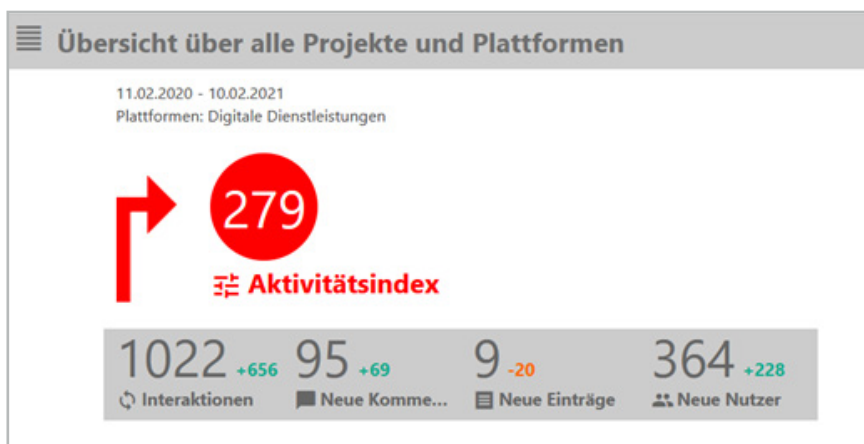 Übersicht über alle Projekte und Plattformen
11.02.2020 - 10.02.2021
Plattformen: Digitale Dienstleistungen
279
Aktivitätsindex
1022 +656 95 +69 9 -20 364 +228
Interaktionen Neue Komme... Neue Einträge Neue Nutzer